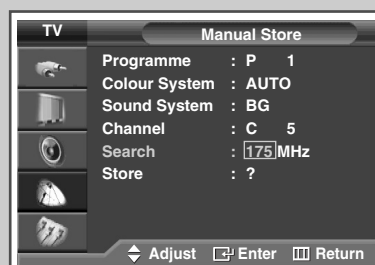 TV
Manual Store
Programme : P 1
Colour System : AUTO
Sound System : BG
Channel : C 5
Search : 175 MHz
Store : ?
Adjust Enter Return